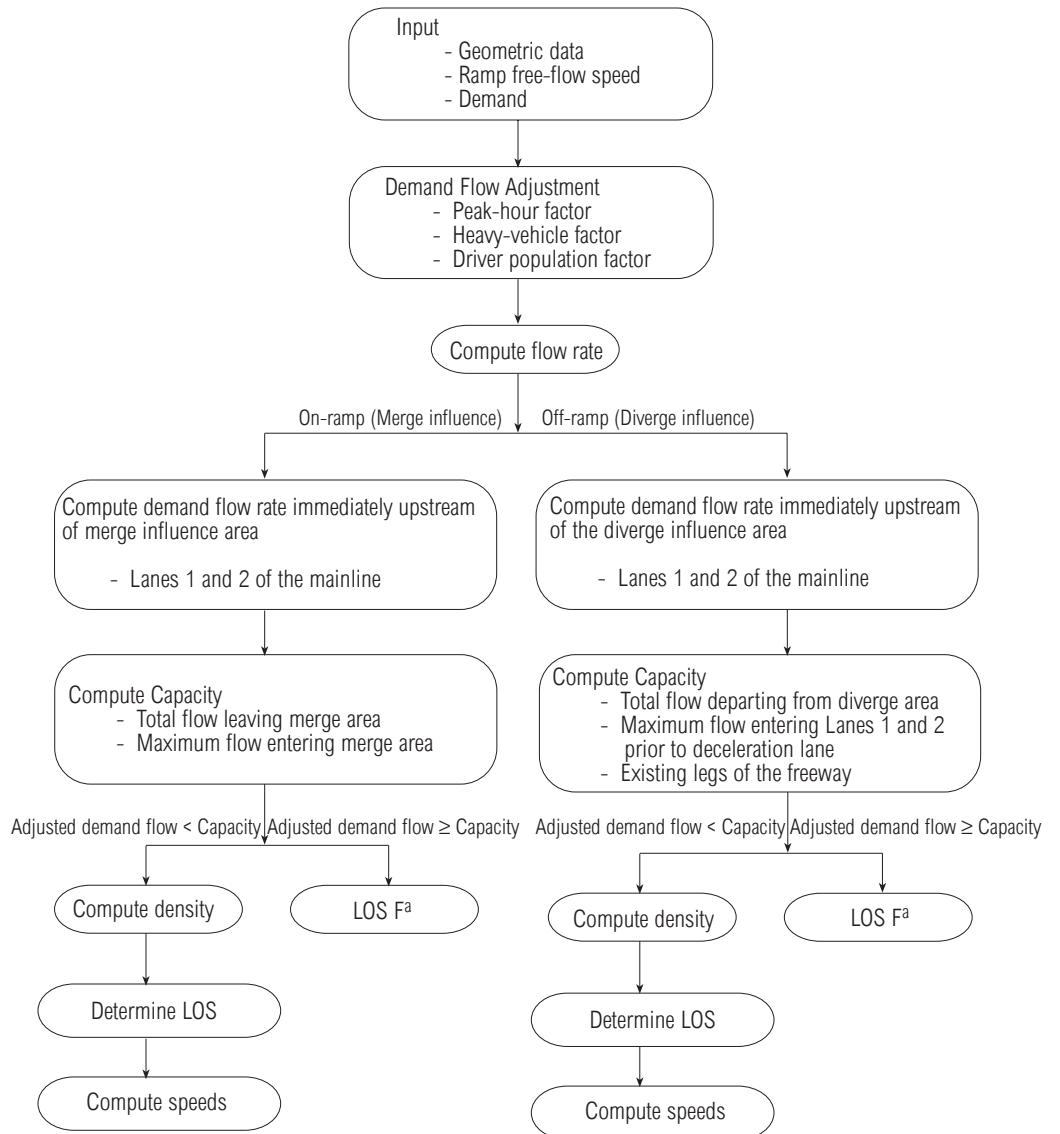 Input
- Geometric data
- Ramp free-flow speed
- Demand
Demand Flow Adjustment
- Peak-hour factor
- Heavy-vehicle factor
- Driver population factor
Compute flow rate
On-ramp (Merge influence)
Off-ramp (Diverge influence)
Compute demand flow rate immediately upstream
of merge influence area
- Lanes 1 and 2 of the mainline
Compute demand flow rate immediately upstream
of the diverge influence area
- Lanes 1 and 2 of the mainline
Compute Capacity
- Total flow leaving merge area
- Maximum flow entering merge area
Compute Capacity
- Total flow departing from diverge area
- Maximum flow entering Lanes 1 and 2
prior to deceleration lane
- Existing legs of the freeway
Adjusted demand flow < Capacity
Adjusted demand flow ≥ Capacity
Adjusted demand flow < Capacity
Adjusted demand flow ≥ Capacity
Compute density
LOS Fª
Compute density
LOS Fª
Determine LOS
Determine LOS
Compute speeds
Compute speeds